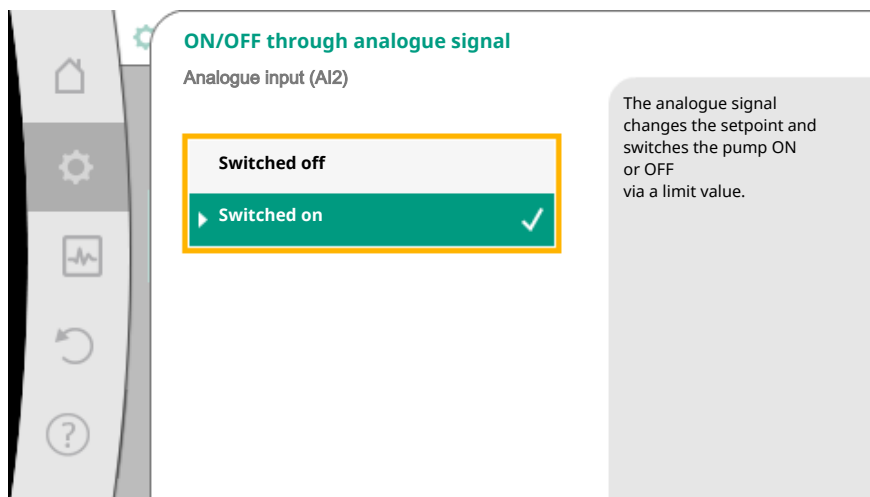 ON/OFF through analogue signal
Analogue input (AI2)
Switched off
Switched on
The analogue signal
changes the setpoint and
switches the pump ON
or OFF
via a limit value.
?